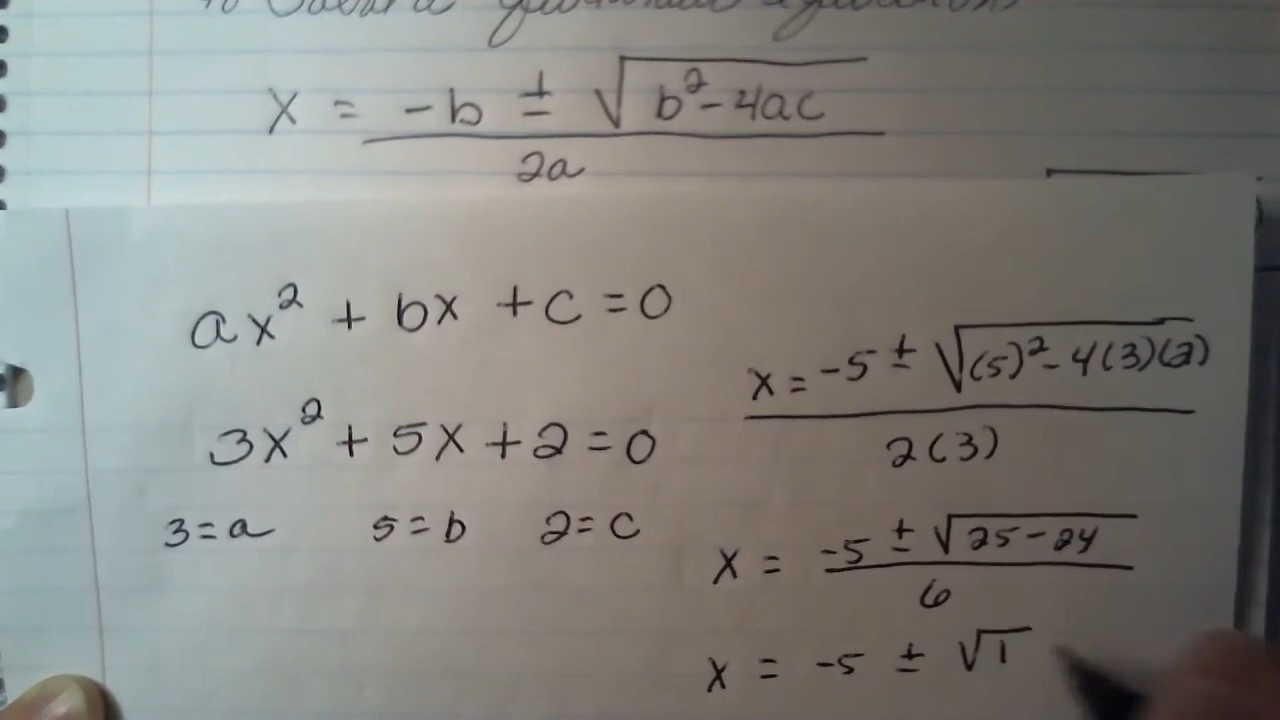 x = -b ± √b²-4ac
2a
ax² + bx + c = 0
3x² + 5x + 2 = 0
3=a 5=b 2=c
x = -5 ± √(5)²-4(3)(2)
2(3)
x = -5 ± √25-24
6
x = -5 ± √1